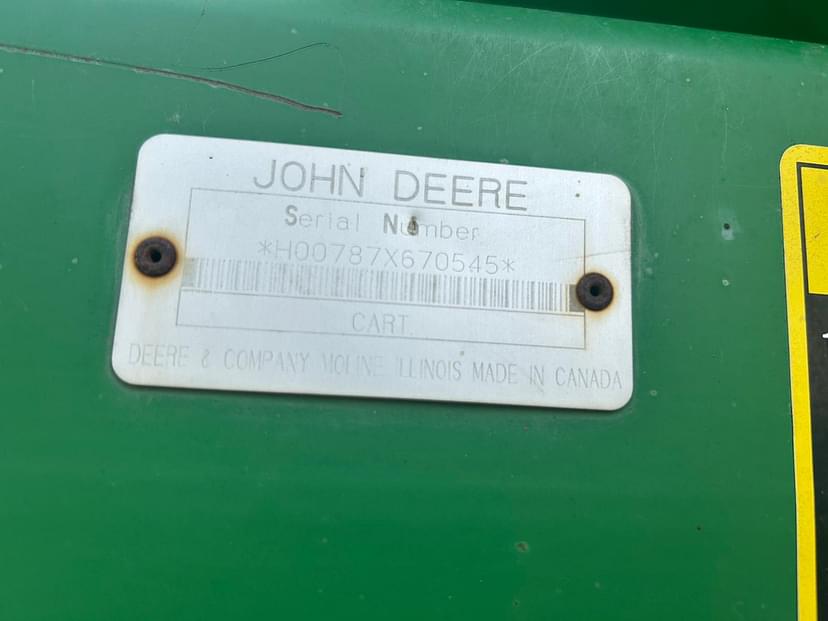 JOHN DEERE
Serial Number
*H00787X670545*
CART
DEERE & COMPANY MOLINE ILLINOIS MADE IN CANADA